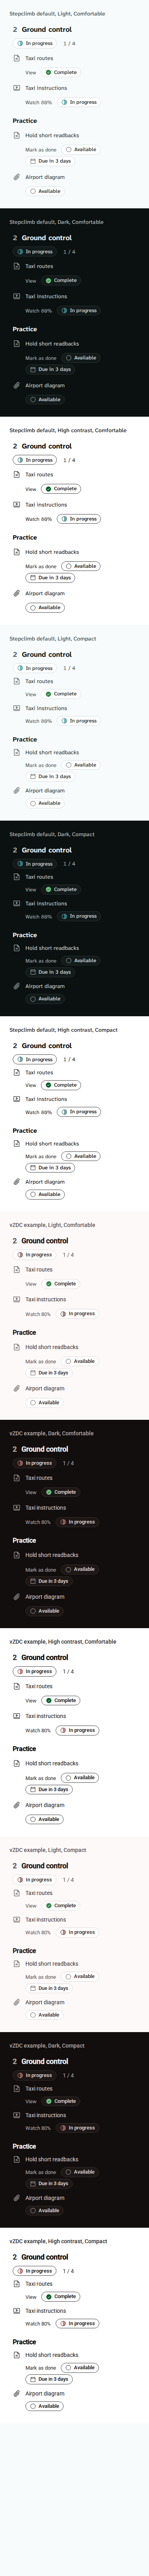 Stepclimb default, Light, Comfortable
2 Ground control
In progress 1 / 4
Taxi routes
View Complete
Taxi instructions
Watch 80% In progress
Practice
Hold short readbacks
Mark as done Available
Due in 3 days
Airport diagram
Available
Stepclimb default, Dark, Comfortable
2 Ground control
In progress 1 / 4
Taxi routes
View Complete
Taxi instructions
Watch 80% In progress
Practice
Hold short readbacks
Mark as done Available
Due in 3 days
Airport diagram
Available
Stepclimb default, High contrast, Comfortable
2 Ground control
In progress 1 / 4
Taxi routes
View Complete
Taxi instructions
Watch 80% In progress
Practice
Hold short readbacks
Mark as done Available
Due in 3 days
Airport diagram
Available
Stepclimb default, Light, Compact
2 Ground control
In progress 1 / 4
Taxi routes
View Complete
Taxi instructions
Watch 80% In progress
Practice
Hold short readbacks
Mark as done Available
Due in 3 days
Airport diagram
Available
Stepclimb default, Dark, Compact
2 Ground control
In progress 1 / 4
Taxi routes
View Complete
Taxi instructions
Watch 80% In progress
Practice
Hold short readbacks
Mark as done Available
Due in 3 days
Airport diagram
Available
Stepclimb default, High contrast, Compact
2 Ground control
In progress 1 / 4
Taxi routes
View Complete
Taxi instructions
Watch 80% In progress
Practice
Hold short readbacks
Mark as done Available
Due in 3 days
Airport diagram
Available
vZDC example, Light, Comfortable
2 Ground control
In progress 1 / 4
Taxi routes
View Complete
Taxi instructions
Watch 80% In progress
Practice
Hold short readbacks
Mark as done Available
Due in 3 days
Airport diagram
Available
vZDC example, Dark, Comfortable
2 Ground control
In progress 1 / 4
Taxi routes
View Complete
Taxi instructions
Watch 80% In progress
Practice
Hold short readbacks
Mark as done Available
Due in 3 days
Airport diagram
Available
vZDC example, High contrast, Comfortable
2 Ground control
In progress 1 / 4
Taxi routes
View Complete
Taxi instructions
Watch 80% In progress
Practice
Hold short readbacks
Mark as done Available
Due in 3 days
Airport diagram
Available
vZDC example, Light, Compact
2 Ground control
In progress 1 / 4
Taxi routes
View Complete
Taxi instructions
Watch 80% In progress
Practice
Hold short readbacks
Mark as done Available
Due in 3 days
Airport diagram
Available
vZDC example, Dark, Compact
2 Ground control
In progress 1 / 4
Taxi routes
View Complete
Taxi instructions
Watch 80% In progress
Practice
Hold short readbacks
Mark as done Available
Due in 3 days
Airport diagram
Available
vZDC example, High contrast, Compact
2 Ground control
In progress 1 / 4
Taxi routes
View Complete
Taxi instructions
Watch 80% In progress
Practice
Hold short readbacks
Mark as done Available
Due in 3 days
Airport diagram
Available